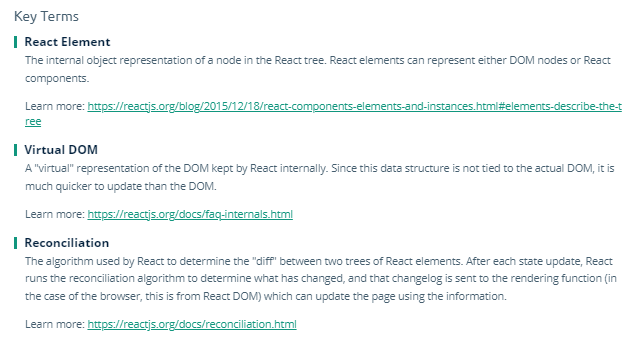 Key Terms
React Element
The internal object representation of a node in the React tree. React elements can represent either DOM nodes or React
components.
Learn more: https://reactjs.org/blog/2015/12/18/react-components-elements-and-instances.html#elements-describe-the-t
ree
Virtual DOM
A "virtual" representation of the DOM kept by React internally. Since this data structure is not tied to the actual DOM, it is
much quicker to update than the DOM.
Learn more: https://reactjs.org/docs/faq-internals.html
Reconciliation
The algorithm used by React to determine the "diff" between two trees of React elements. After each state update, React
runs the reconciliation algorithm to determine what has changed, and that changelog is sent to the rendering function (in
the case of the browser, this is from React DOM) which can update the page using the information.
Learn more: https://reactjs.org/docs/reconciliation.html